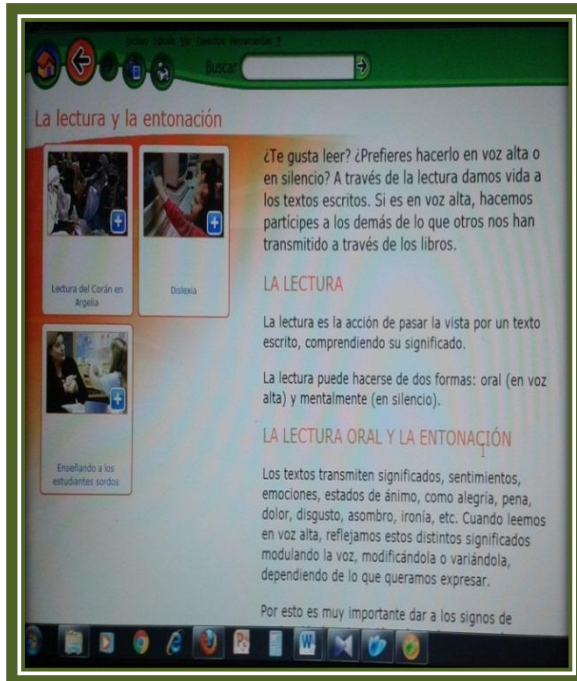 Buscar
La lectura y la entonación
Lectura del Corán en
Argelia
Dislexia
Enseñando a los
estudiantes sordos
¿Te gusta leer? ¿Prefieres hacerlo en voz alta o
en silencio? A través de la lectura damos vida a
los textos escritos. Si es en voz alta, hacemos
partícipes a los demás de lo que otros nos han
transmitido a través de los libros.
LA LECTURA
La lectura es la acción de pasar la vista por un texto
escrito, comprendiendo su significado.
La lectura puede hacerse de dos formas: oral (en voz
alta) y mentalmente (en silencio).
LA LECTURA ORAL Y LA ENTONACIÓN
Los textos transmiten significados, sentimientos,
emociones, estados de ánimo, como alegría, pena,
dolor, disgusto, asombro, ironía, etc. Cuando leemos
en voz alta, reflejamos estos distintos significados
modulando la voz, modificándola o variándola,
dependiendo de lo que queramos expresar.
Por esto es muy importante dar a los signos de